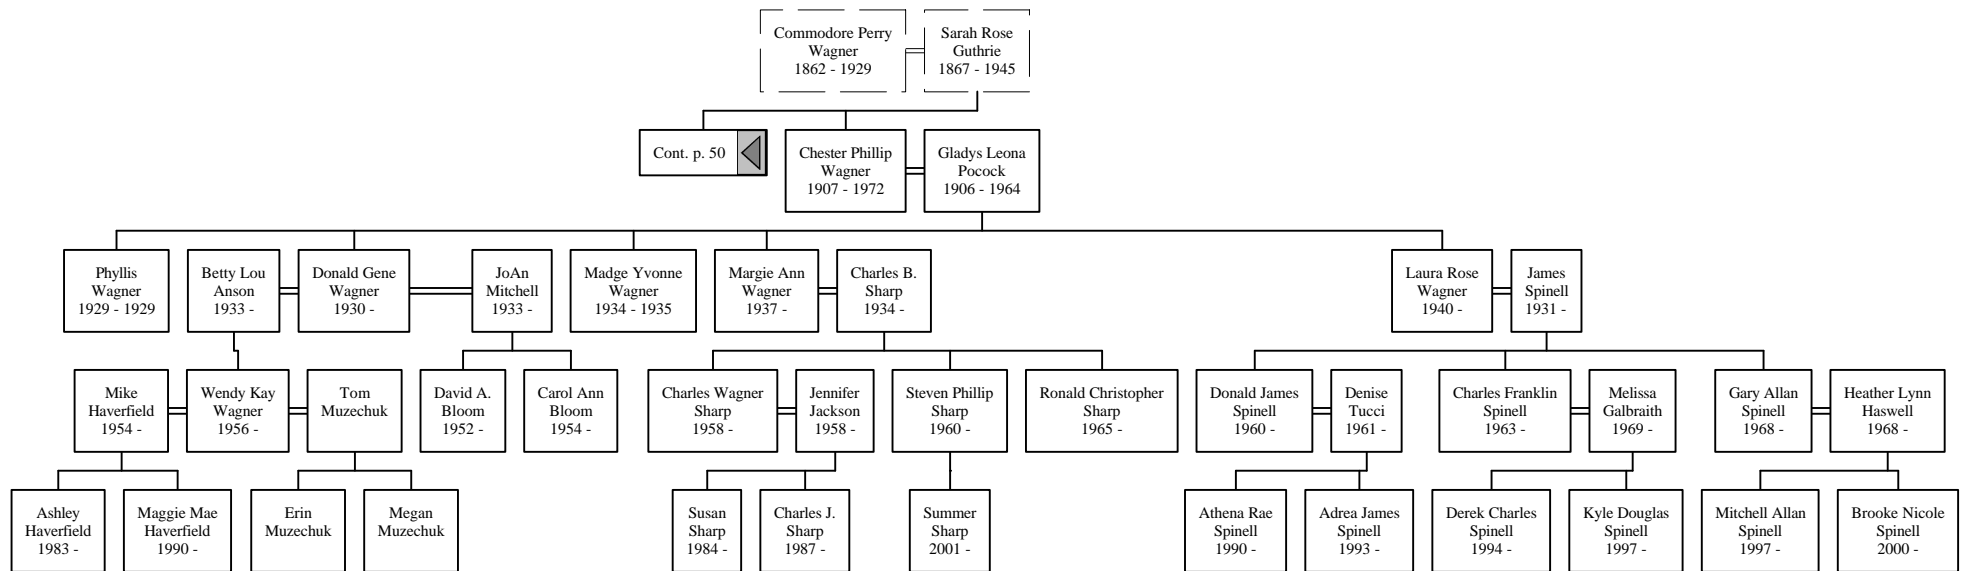 Commodore Perry
Wagner
1862 - 1929
Sarah Rose
Guthrie
1867 - 1945
Cont. p. 50
Chester Phillip
Wagner
1907 - 1972
Gladys Leona
Pocock
1906 - 1964
Phyllis
Wagner
1929 - 1929
Betty Lou
Anson
1933 -
Donald Gene
Wagner
1930 -
JoAn
Mitchell
1933 -
Madge Yvonne
Wagner
1934 - 1935
Margie Ann
Wagner
1937 -
Charles B.
Sharp
1934 -
Laura Rose
Wagner
1940 -
James
Spinell
1931 -
Mike
Haverfield
1954 -
Wendy Kay
Wagner
1956 -
Tom
Muzechuk
David A.
Bloom
1952 -
Carol Ann
Bloom
1954 -
Charles Wagner
Sharp
1958 -
Jennifer
Jackson
1958 -
Steven Phillip
Sharp
1960 -
Ronald Christopher
Sharp
1965 -
Donald James
Spinell
1960 -
Denise
Tucci
1961 -
Charles Franklin
Spinell
1963 -
Melissa
Galbraith
1969 -
Gary Allan
Spinell
1968 -
Heather Lynn
Haswell
1968 -
Ashley
Haverfield
1983 -
Maggie Mae
Haverfield
1990 -
Erin
Muzechuk
Megan
Muzechuk
Susan
Sharp
1984 -
Charles J.
Sharp
1987 -
Summer
Sharp
2001 -
Athena Rae
Spinell
1990 -
Adrea James
Spinell
1993 -
Derek Charles
Spinell
1994 -
Kyle Douglas
Spinell
1997 -
Mitchell Allan
Spinell
1997 -
Brooke Nicole
Spinell
2000 -